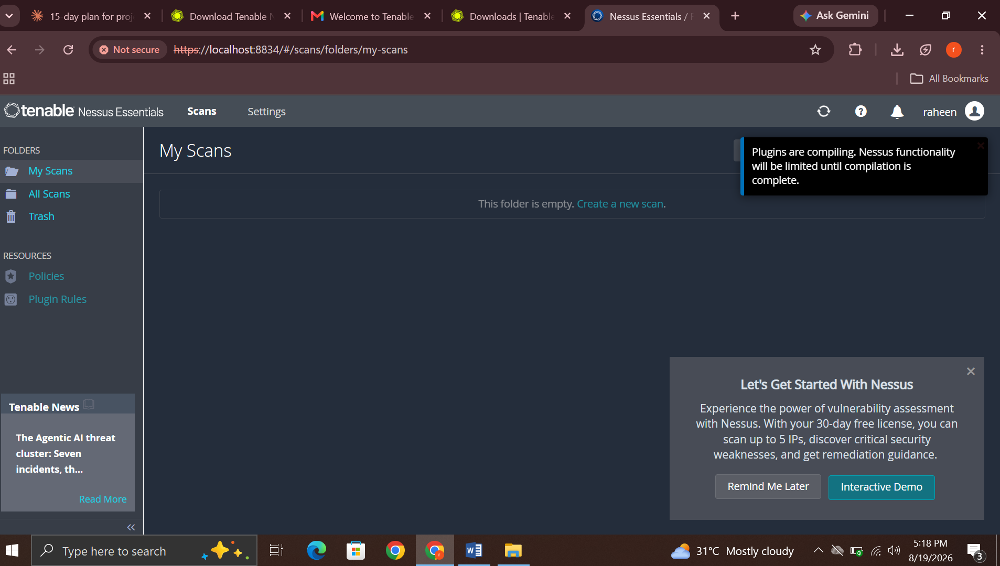 15-day plan for proj
Download Tenable N
Welcome to Tenable
Downloads | Tenable
Nessus Essentials / F
Ask Gemini
Not secure
https://localhost:8834/#/scans/folders/my-scans
r
All Bookmarks
tenable Nessus Essentials
Scans
Settings
raheen
FOLDERS
My Scans
All Scans
Trash
RESOURCES
Policies
Plugin Rules
Tenable News
The Agentic AI threat
cluster: Seven
incidents, th...
Read More
My Scans
Plugins are compiling. Nessus functionality
will be limited until compilation is
complete.
This folder is empty. Create a new scan.
Let's Get Started With Nessus
Experience the power of vulnerability assessment
with Nessus. With your 30-day free license, you can
scan up to 5 IPs, discover critical security
weaknesses, and get remediation guidance.
Remind Me Later
Interactive Demo
Type here to search
31°C Mostly cloudy
5:18 PM
8/19/2026
3